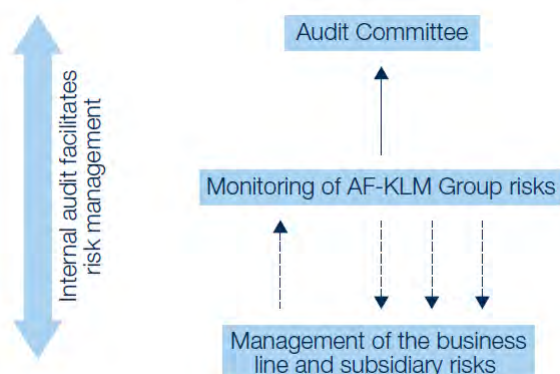 Internal audit facilitates
risk management
Audit Committee
Monitoring of AF-KLM Group risks
Management of the business
line and subsidiary risks